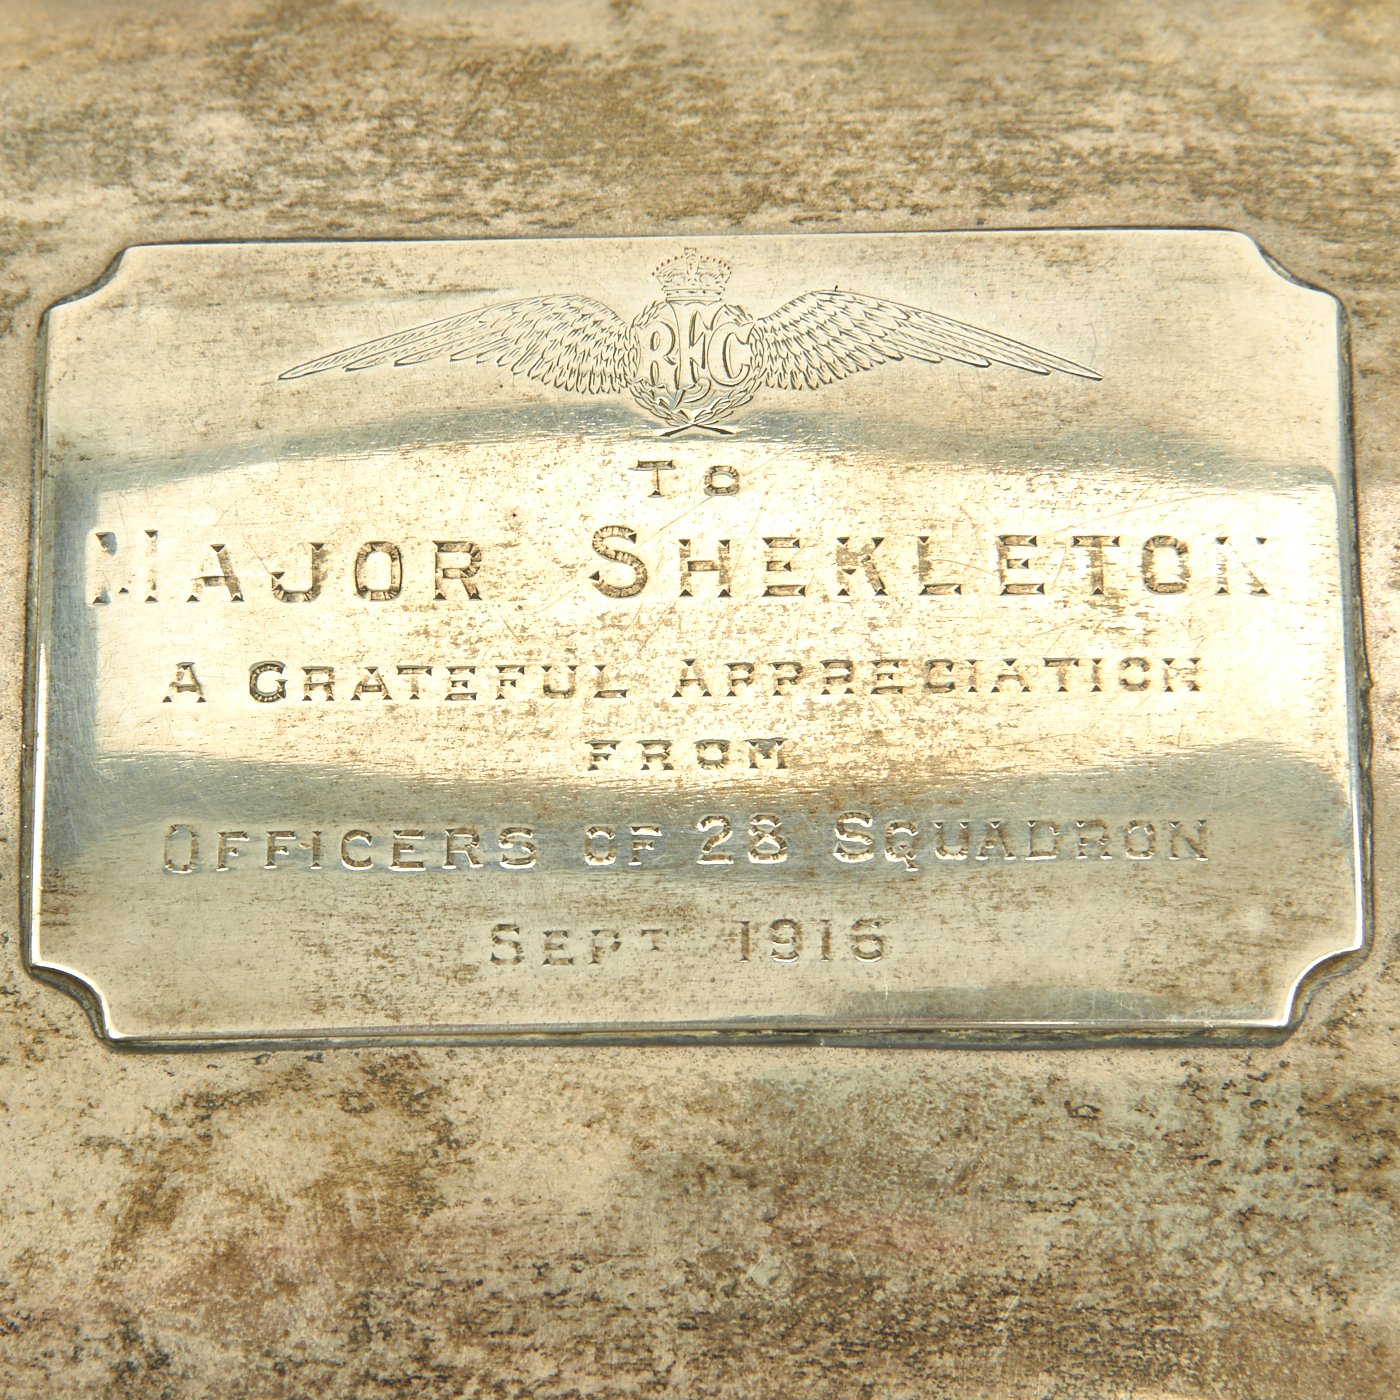 RFC
TO
MAJOR SHEKLETON
A GRATEFUL APPRECIATION
FROM
OFFICERS OF 28 SQUADRON
SEPT 1916